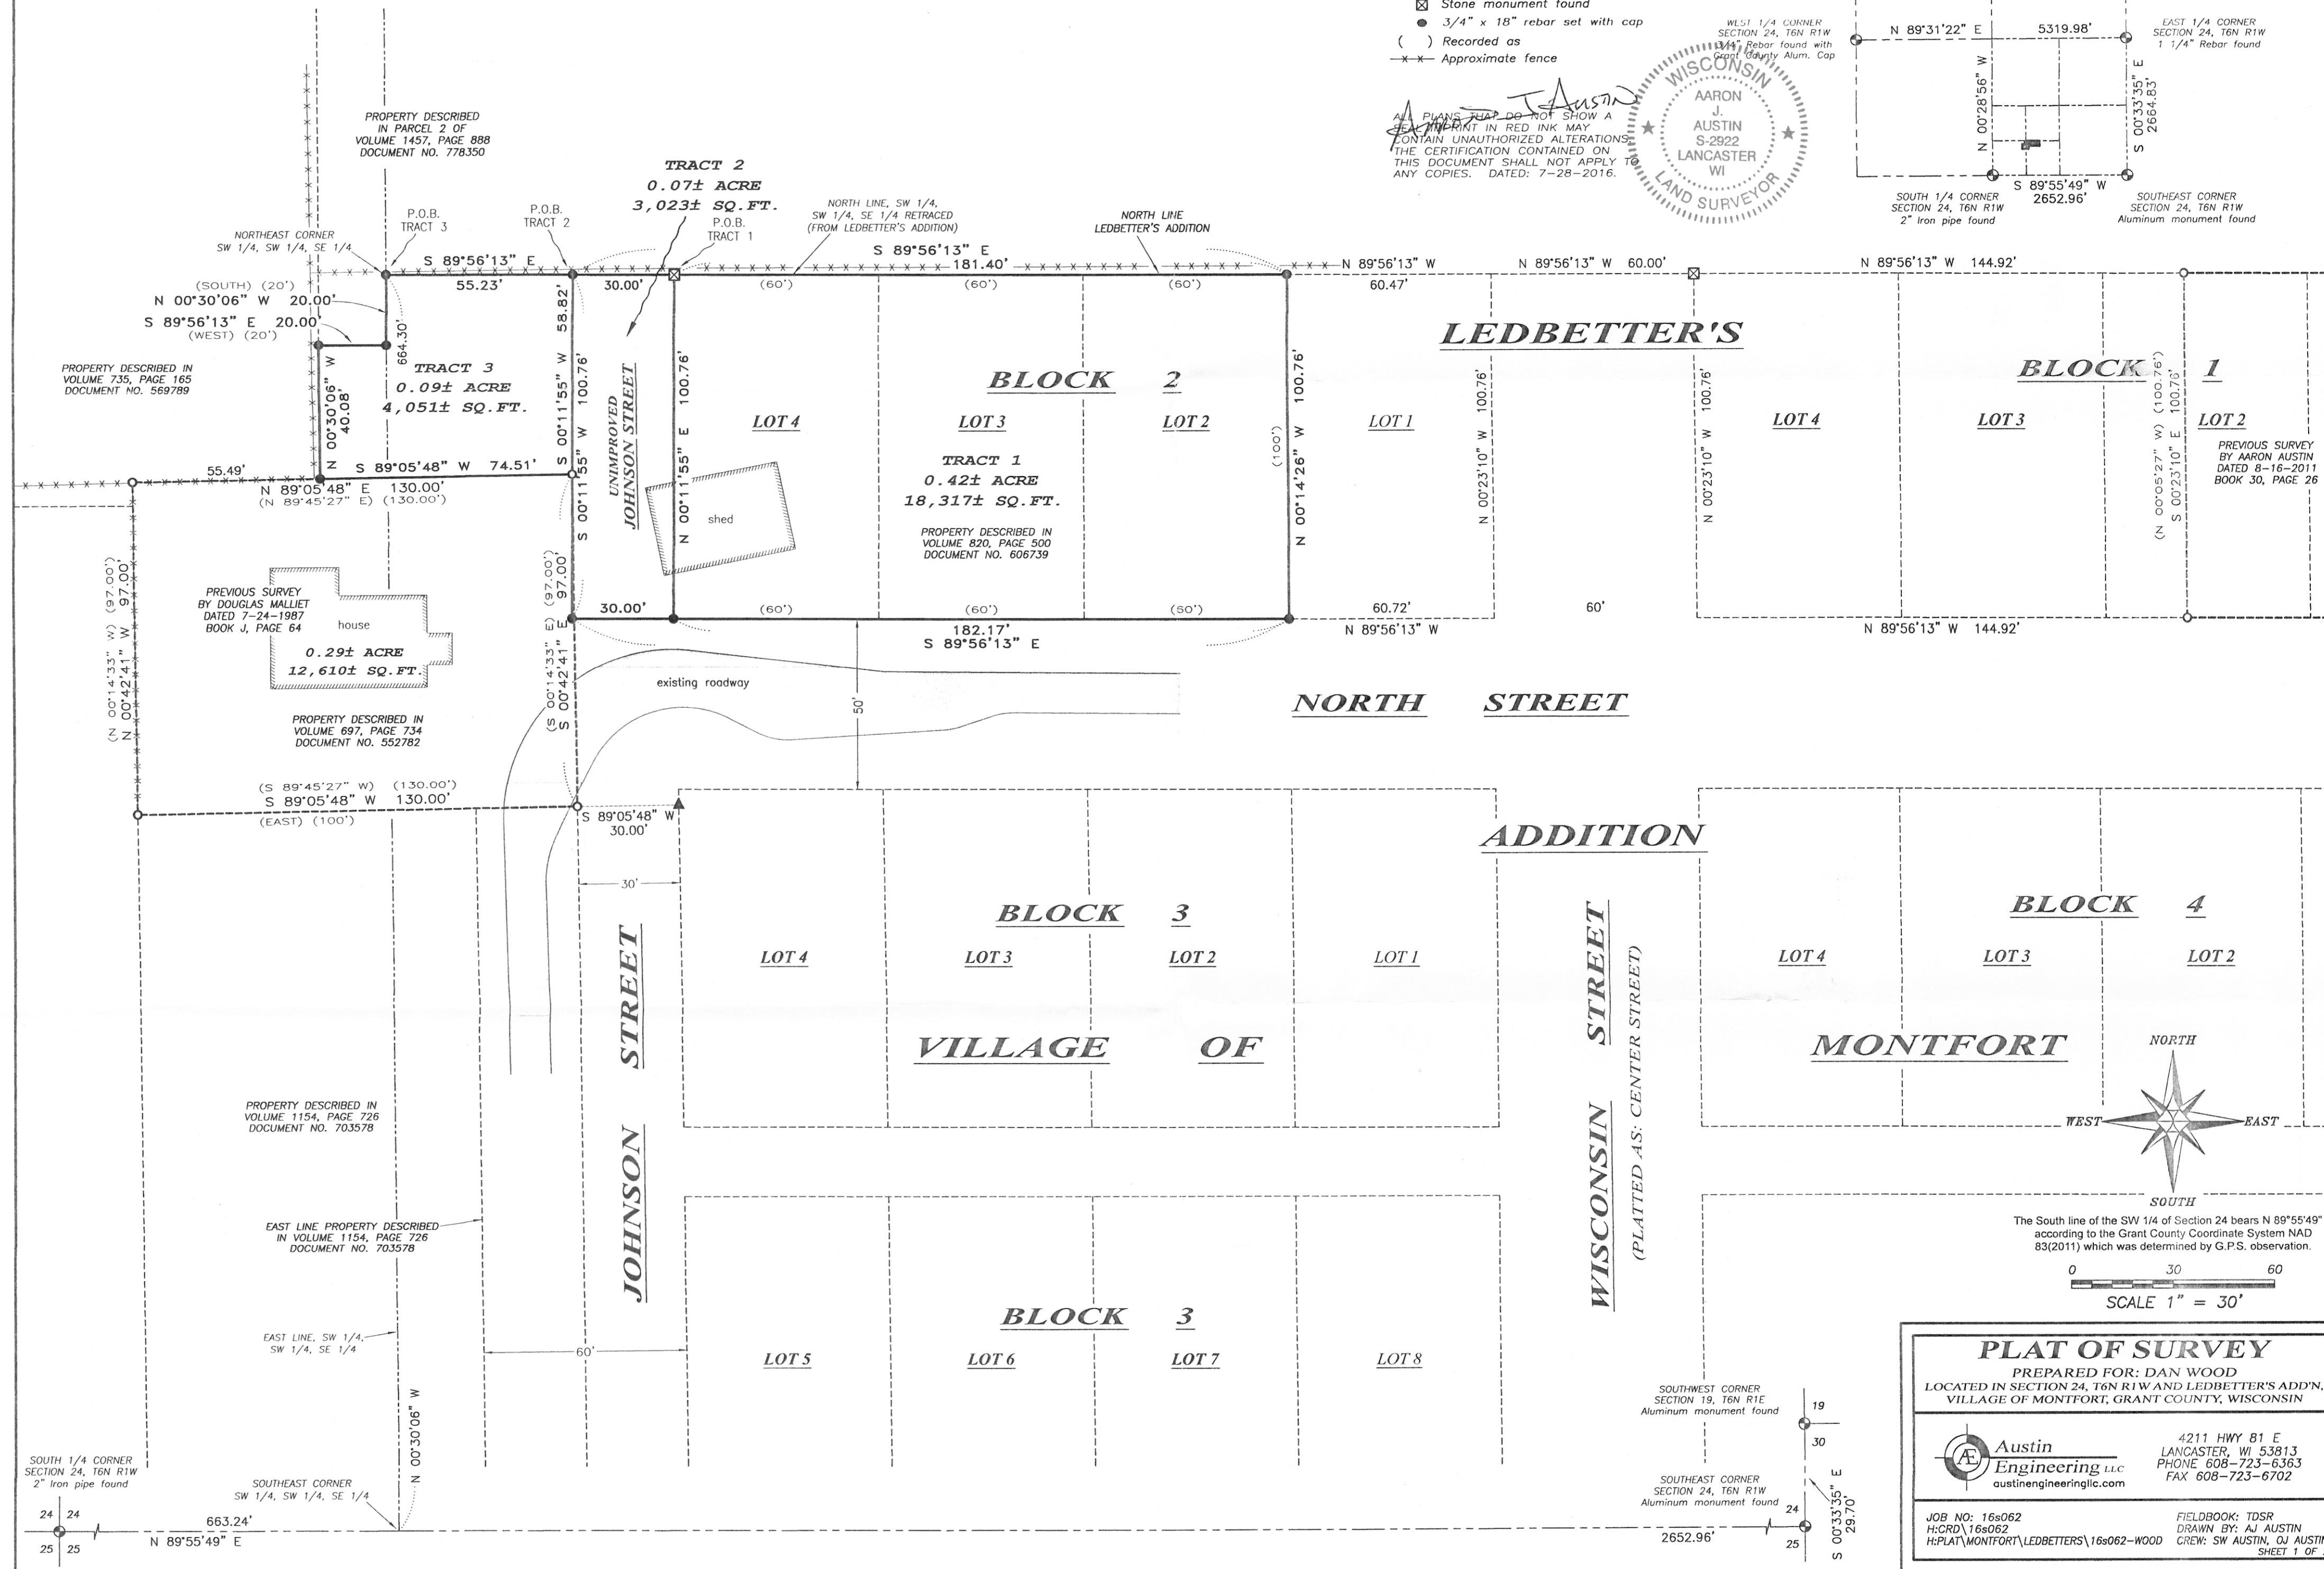 Stone monument found
3/4" x 18" rebar set with cap
( ) Recorded as
Approximate fence
ALL PLANS THAT DO NOT SHOW A
SEAL IMPRINT IN RED INK MAY
CONTAIN UNAUTHORIZED ALTERATIONS.
THE CERTIFICATION CONTAINED ON
THIS DOCUMENT SHALL NOT APPLY TO
ANY COPIES. DATED: 7-28-2016.
WISCONSIN
AARON
J.
AUSTIN
S-2922
LANCASTER
WI
LAND SURVEYOR
WEST 1/4 CORNER
SECTION 24, T6N R1W
3/4" Rebar found with
Grant County Alum. Cap
N 89°31'22" E 5319.98'
EAST 1/4 CORNER
SECTION 24, T6N R1W
1 1/4" Rebar found
N 00°28'56" W
S 00°33'35" E
2664.83'
SOUTH 1/4 CORNER
SECTION 24, T6N R1W
2" Iron pipe found
S 89°55'49" W
2652.96'
SOUTHEAST CORNER
SECTION 24, T6N R1W
Aluminum monument found
PROPERTY DESCRIBED
IN PARCEL 2 OF
VOLUME 1457, PAGE 888
DOCUMENT NO. 778350
TRACT 2
0.07± ACRE
3,023± SQ.FT.
NORTHEAST CORNER
SW 1/4, SW 1/4, SE 1/4
P.O.B.
TRACT 3
P.O.B.
TRACT 2
P.O.B.
TRACT 1
NORTH LINE, SW 1/4,
SW 1/4, SE 1/4 RETRACED
(FROM LEDBETTER'S ADDITION)
NORTH LINE
LEDBETTER'S ADDITION
S 89°56'13" E
55.23'
30.00'
S 89°56'13" E
181.40'
(60') (60') (60')
N 89°56'13" W
60.47'
N 89°56'13" W 60.00'
N 89°56'13" W 144.92'
(SOUTH) (20')
N 00°30'06" W 20.00'
S 89°56'13" E 20.00'
(WEST) (20')
664.30'
PROPERTY DESCRIBED IN
VOLUME 735, PAGE 165
DOCUMENT NO. 569789
N 00°30'06" W
40.08'
TRACT 3
0.09± ACRE
4,051± SQ.FT.
S 00°11'55" W 58.82'
S 00°11'55" W 100.76'
UNIMPROVED
JOHNSON STREET
N 00°11'55" E 100.76'
shed
LEDBETTER'S
BLOCK 2
LOT 4
LOT 3
LOT 2
LOT 1
TRACT 1
0.42± ACRE
18,317± SQ.FT.
PROPERTY DESCRIBED IN
VOLUME 820, PAGE 500
DOCUMENT NO. 606739
(100')
N 00°14'26" W 100.76'
N 00°23'10" W 100.76'
N 00°23'10" W 100.76'
BLOCK 1
LOT 4
LOT 3
LOT 2
(N 00°05'27" W) (100.76')
S 00°23'10" E 100.76'
PREVIOUS SURVEY
BY AARON AUSTIN
DATED 8-16-2011
BOOK 30, PAGE 26
55.49'
S 89°05'48" W 74.51'
N 89°05'48" E 130.00'
(N 89°45'27" E) (130.00')
(N 00°14'33" W) (97.00')
N 00°42'41" W 97.00'
PREVIOUS SURVEY
BY DOUGLAS MALLIET
DATED 7-24-1987
BOOK J, PAGE 64
house
0.29± ACRE
12,610± SQ.FT.
PROPERTY DESCRIBED IN
VOLUME 697, PAGE 734
DOCUMENT NO. 552782
(S 00°14'33" E) (97.00')
S 00°42'41" E 97.00'
30.00'
(60') (60') (50')
182.17'
S 89°56'13" E
60.72'
N 89°56'13" W
60'
N 89°56'13" W 144.92'
existing roadway
50'
NORTH STREET
(S 89°45'27" W) (130.00')
S 89°05'48" W 130.00'
(EAST) (100')
S 89°05'48" W
30.00'
30'
ADDITION
BLOCK 3
LOT 4
LOT 3
LOT 2
LOT 1
BLOCK 4
LOT 4
LOT 3
LOT 2
JOHNSON STREET
WISCONSIN STREET
(PLATTED AS: CENTER STREET)
VILLAGE OF
MONTFORT
PROPERTY DESCRIBED IN
VOLUME 1154, PAGE 726
DOCUMENT NO. 703578
EAST LINE PROPERTY DESCRIBED
IN VOLUME 1154, PAGE 726
DOCUMENT NO. 703578
EAST LINE, SW 1/4,
SW 1/4, SE 1/4
60'
BLOCK 3
LOT 5
LOT 6
LOT 7
LOT 8
NORTH
WEST
EAST
SOUTH
The South line of the SW 1/4 of Section 24 bears N 89°55'49"
according to the Grant County Coordinate System NAD
83(2011) which was determined by G.P.S. observation.
0 30 60
SCALE 1" = 30'
SOUTH 1/4 CORNER
SECTION 24, T6N R1W
2" Iron pipe found
24 24
25 25
SOUTHEAST CORNER
SW 1/4, SW 1/4, SE 1/4
N 00°30'06" W
663.24'
N 89°55'49" E
2652.96'
SOUTHWEST CORNER
SECTION 19, T6N R1E
Aluminum monument found
19
30
SOUTHEAST CORNER
SECTION 24, T6N R1W
Aluminum monument found
24
25
S 00°33'35" E
29.70'
PLAT OF SURVEY
PREPARED FOR: DAN WOOD
LOCATED IN SECTION 24, T6N R1W AND LEDBETTER'S ADD'N,
VILLAGE OF MONTFORT, GRANT COUNTY, WISCONSIN
AE
Austin
Engineering LLC
austinengineeringllc.com
4211 HWY 81 E
LANCASTER, WI 53813
PHONE 608-723-6363
FAX 608-723-6702
JOB NO: 16s062
H:CRD\16s062
H:PLAT\MONTFORT\LEDBETTERS\16s062-WOOD
FIELDBOOK: TDSR
DRAWN BY: AJ AUSTIN
CREW: SW AUSTIN, OJ AUSTIN
SHEET 1 OF